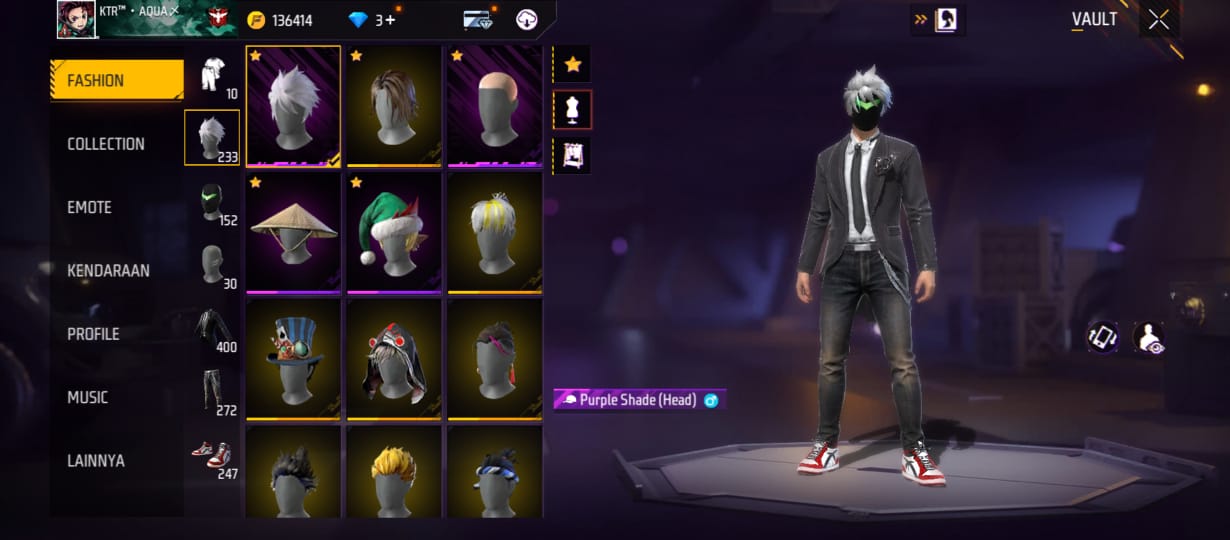 KTR™ • AQUA.✕
136414
3+
VAULT
FASHION
COLLECTION
EMOTE
KENDARAAN
PROFILE
MUSIC
LAINNYA
10
233
152
30
400
272
247
Purple Shade (Head)